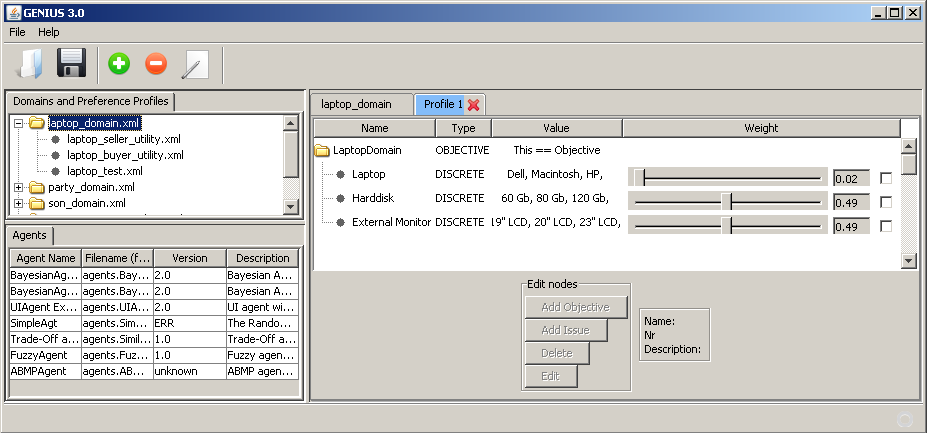 GENIUS 3.0
File Help
Domains and Preference Profiles
laptop_domain.xml
laptop_seller_utility.xml
laptop_buyer_utility.xml
laptop_test.xml
party_domain.xml
son_domain.xml
Agents
Agent Name Filename (f... Version Description
BayesianAg... agents.Bay... 2.0 Bayesian A...
BayesianAg... agents.Bay... 2.0 Bayesian A...
UIAgent Ex... agents.UIA... 2.0 UI agent wi...
SimpleAgt agents.Sim... ERR The Rando...
Trade-Off a... agents.Simil... 1.0 Trade-Off a...
FuzzyAgent agents.Fuz... 1.0 Fuzzy agen...
ABMPAgent agents.AB... unknown ABMP agen...
laptop_domain Profile 1
Name Type Value Weight
LaptopDomain OBJECTIVE This == Objective
Laptop DISCRETE Dell, Macintosh, HP, 0.02
Harddisk DISCRETE 60 Gb, 80 Gb, 120 Gb, 0.49
External Monitor DISCRETE 19" LCD, 20" LCD, 23" LCD, 0.49
Edit nodes
Add Objective
Add Issue
Delete
Edit
Name:
Nr
Description: